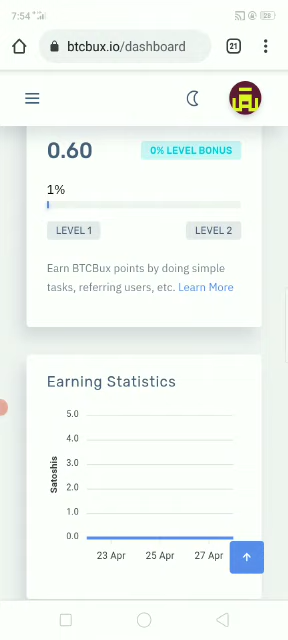 7:54
28
btcbux.io/dashboard
21
0.60
0% LEVEL BONUS
1%
LEVEL 1
LEVEL 2
Earn BTCBux points by doing simple
tasks, referring users, etc. Learn More
Earning Statistics
5.0
4.0
3.0
2.0
1.0
0.0
Satoshis
23 Apr
25 Apr
27 Apr